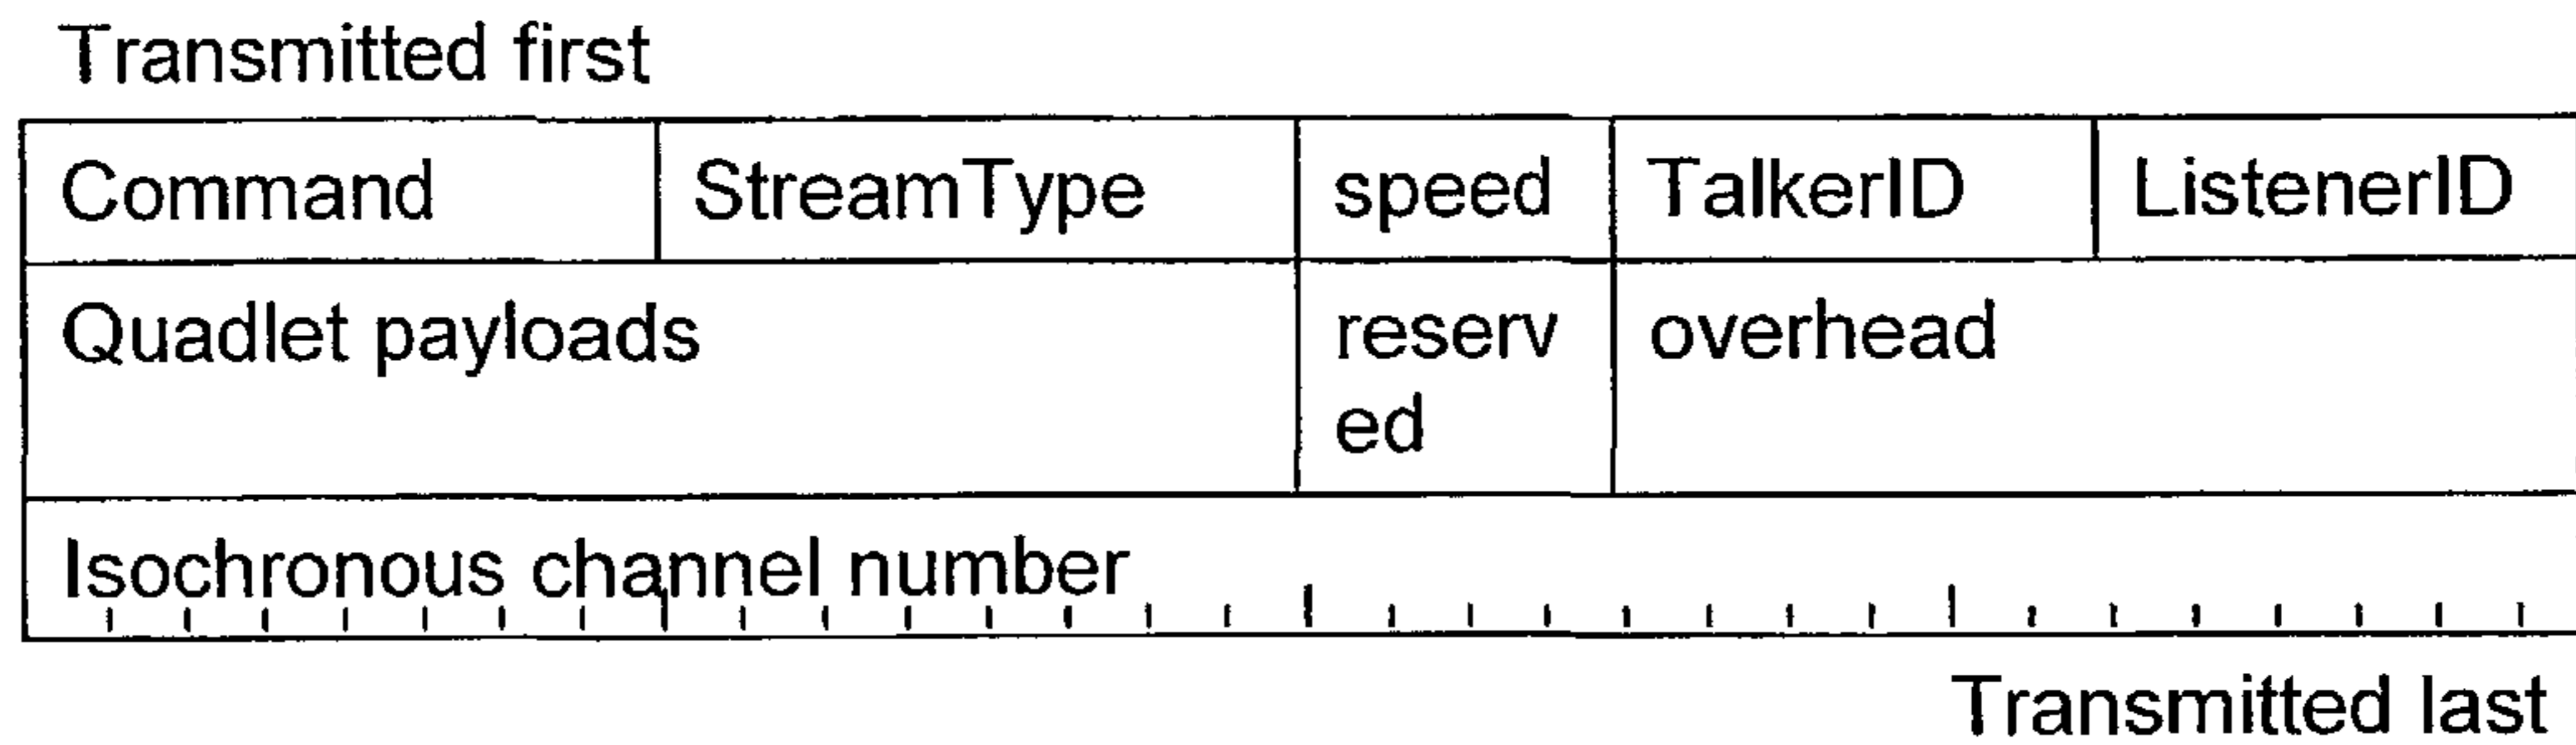 Transmitted first
Command StreamType speed TalkerID ListenerID
Quadlet payloads reserv overhead
ed
Isochronous channel number
Transmitted last